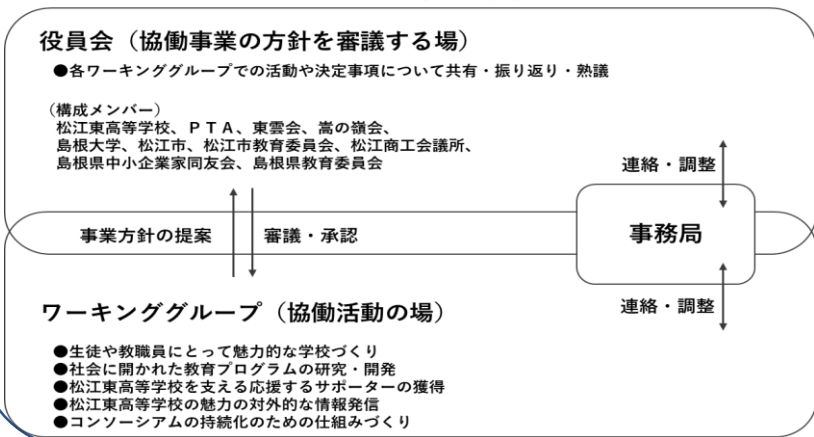 役員会（協働事業の方針を審議する場）
●各ワーキンググループでの活動や決定事項について共有・振り返り・熟議
（構成メンバー）
松江東高等学校、ＰＴＡ、東雲会、嵩の嶺会、
島根大学、松江市、松江市教育委員会、松江商工会議所、
島根県中小企業家同友会、島根県教育委員会
連絡・調整
事業方針の提案
審議・承認
事務局
連絡・調整
ワーキンググループ（協働活動の場）
●生徒や教職員にとって魅力的な学校づくり
●社会に開かれた教育プログラムの研究・開発
●松江東高等学校を支える応援するサポーターの獲得
●松江東高等学校の魅力の対外的な情報発信
●コンソーシアムの持続化のための仕組みづくり